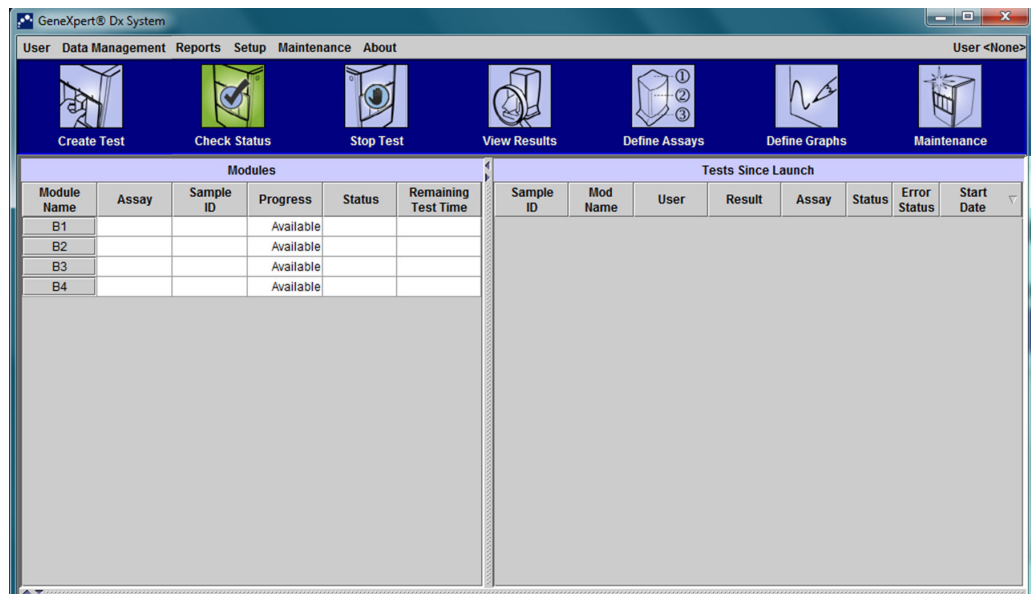 GeneXpert® Dx System
User Data Management Reports Setup Maintenance About User <None>
Create Test Check Status Stop Test View Results Define Assays Define Graphs Maintenance
① ② ③
Modules
Module Name Assay Sample ID Progress Status Remaining Test Time
B1 Available
B2 Available
B3 Available
B4 Available
Tests Since Launch
Sample ID Mod Name User Result Assay Status Error Status Start Date